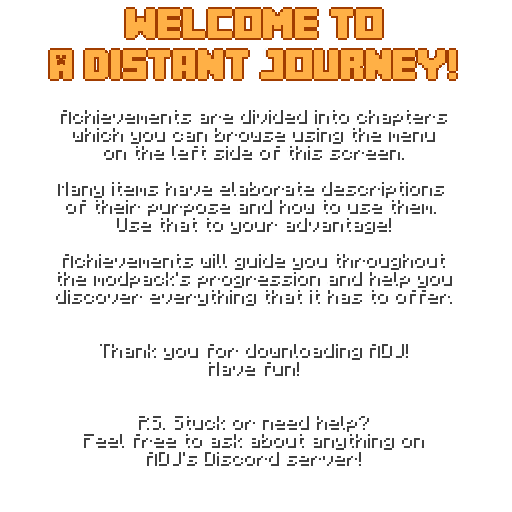 WELCOME TO
A DISTANT JOURNEY!
Achievements are divided into chapters
which you can browse using the menu
on the left side of this screen.
Many items have elaborate descriptions
of their purpose and how to use them.
Use that to your advantage!
Achievements will guide you throughout
the modpack's progression and help you
discover everything that it has to offer.
Thank you for downloading ADJ!
Have fun!
P.S. Stuck or need help?
Feel free to ask about anything on
ADJ's Discord server!